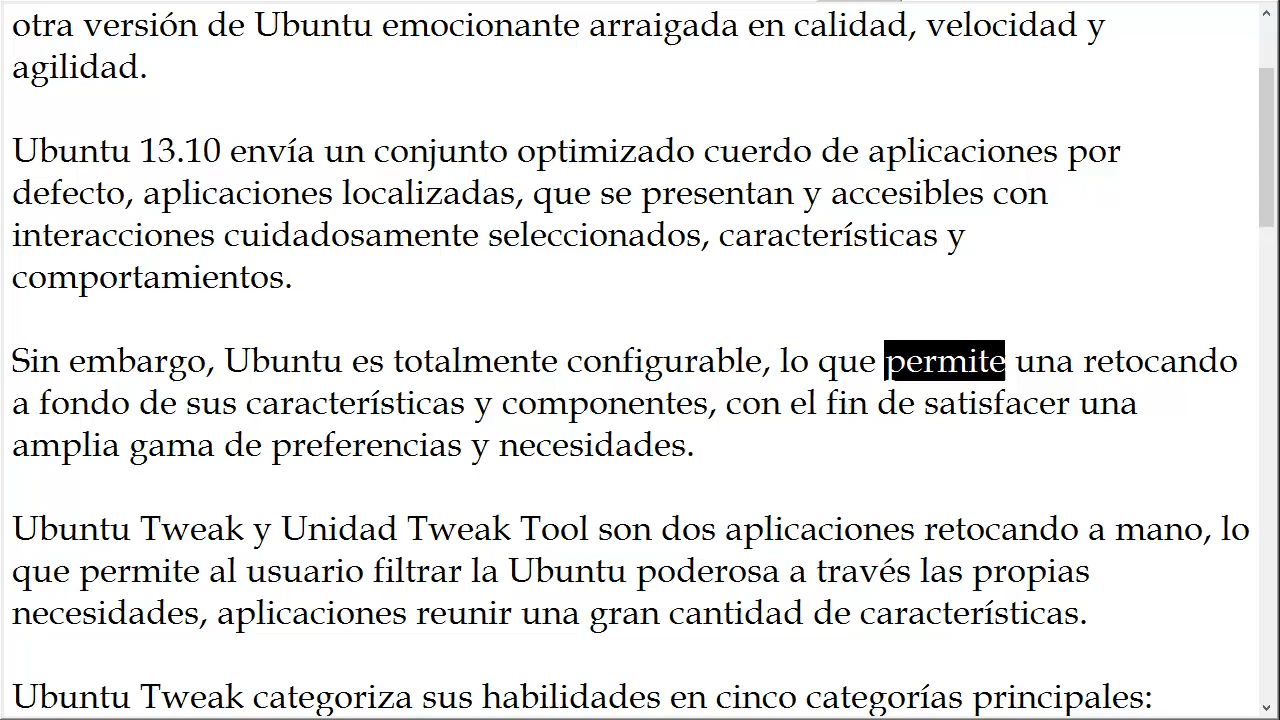 otra versión de Ubuntu emocionante arraigada en calidad, velocidad y
agilidad.
Ubuntu 13.10 envía un conjunto optimizado cuerdo de aplicaciones por
defecto, aplicaciones localizadas, que se presentan y accesibles con
interacciones cuidadosamente seleccionados, características y
comportamientos.
Sin embargo, Ubuntu es totalmente configurable, lo que permite una retocando
a fondo de sus características y componentes, con el fin de satisfacer una
amplia gama de preferencias y necesidades.
Ubuntu Tweak y Unidad Tweak Tool son dos aplicaciones retocando a mano, lo
que permite al usuario filtrar la Ubuntu poderosa a través las propias
necesidades, aplicaciones reunir una gran cantidad de características.
Ubuntu Tweak categoriza sus habilidades en cinco categorías principales: